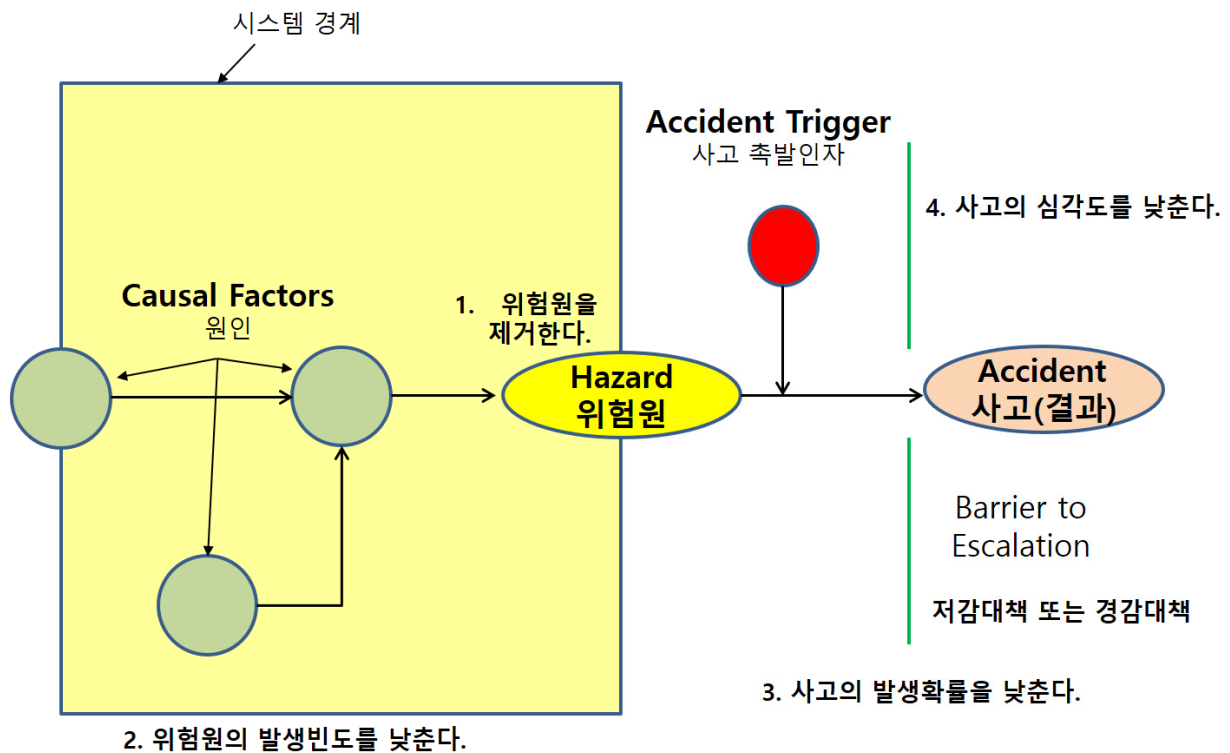 시스템 경계
Accident Trigger
사고 촉발인자
4. 사고의 심각도를 낮춘다.
Causal Factors
원인
1. 위험원을
제거한다.
Hazard
위험원
Accident
사고(결과)
Barrier to
Escalation
저감대책 또는 경감대책
3. 사고의 발생확률을 낮춘다.
2. 위험원의 발생빈도를 낮춘다.